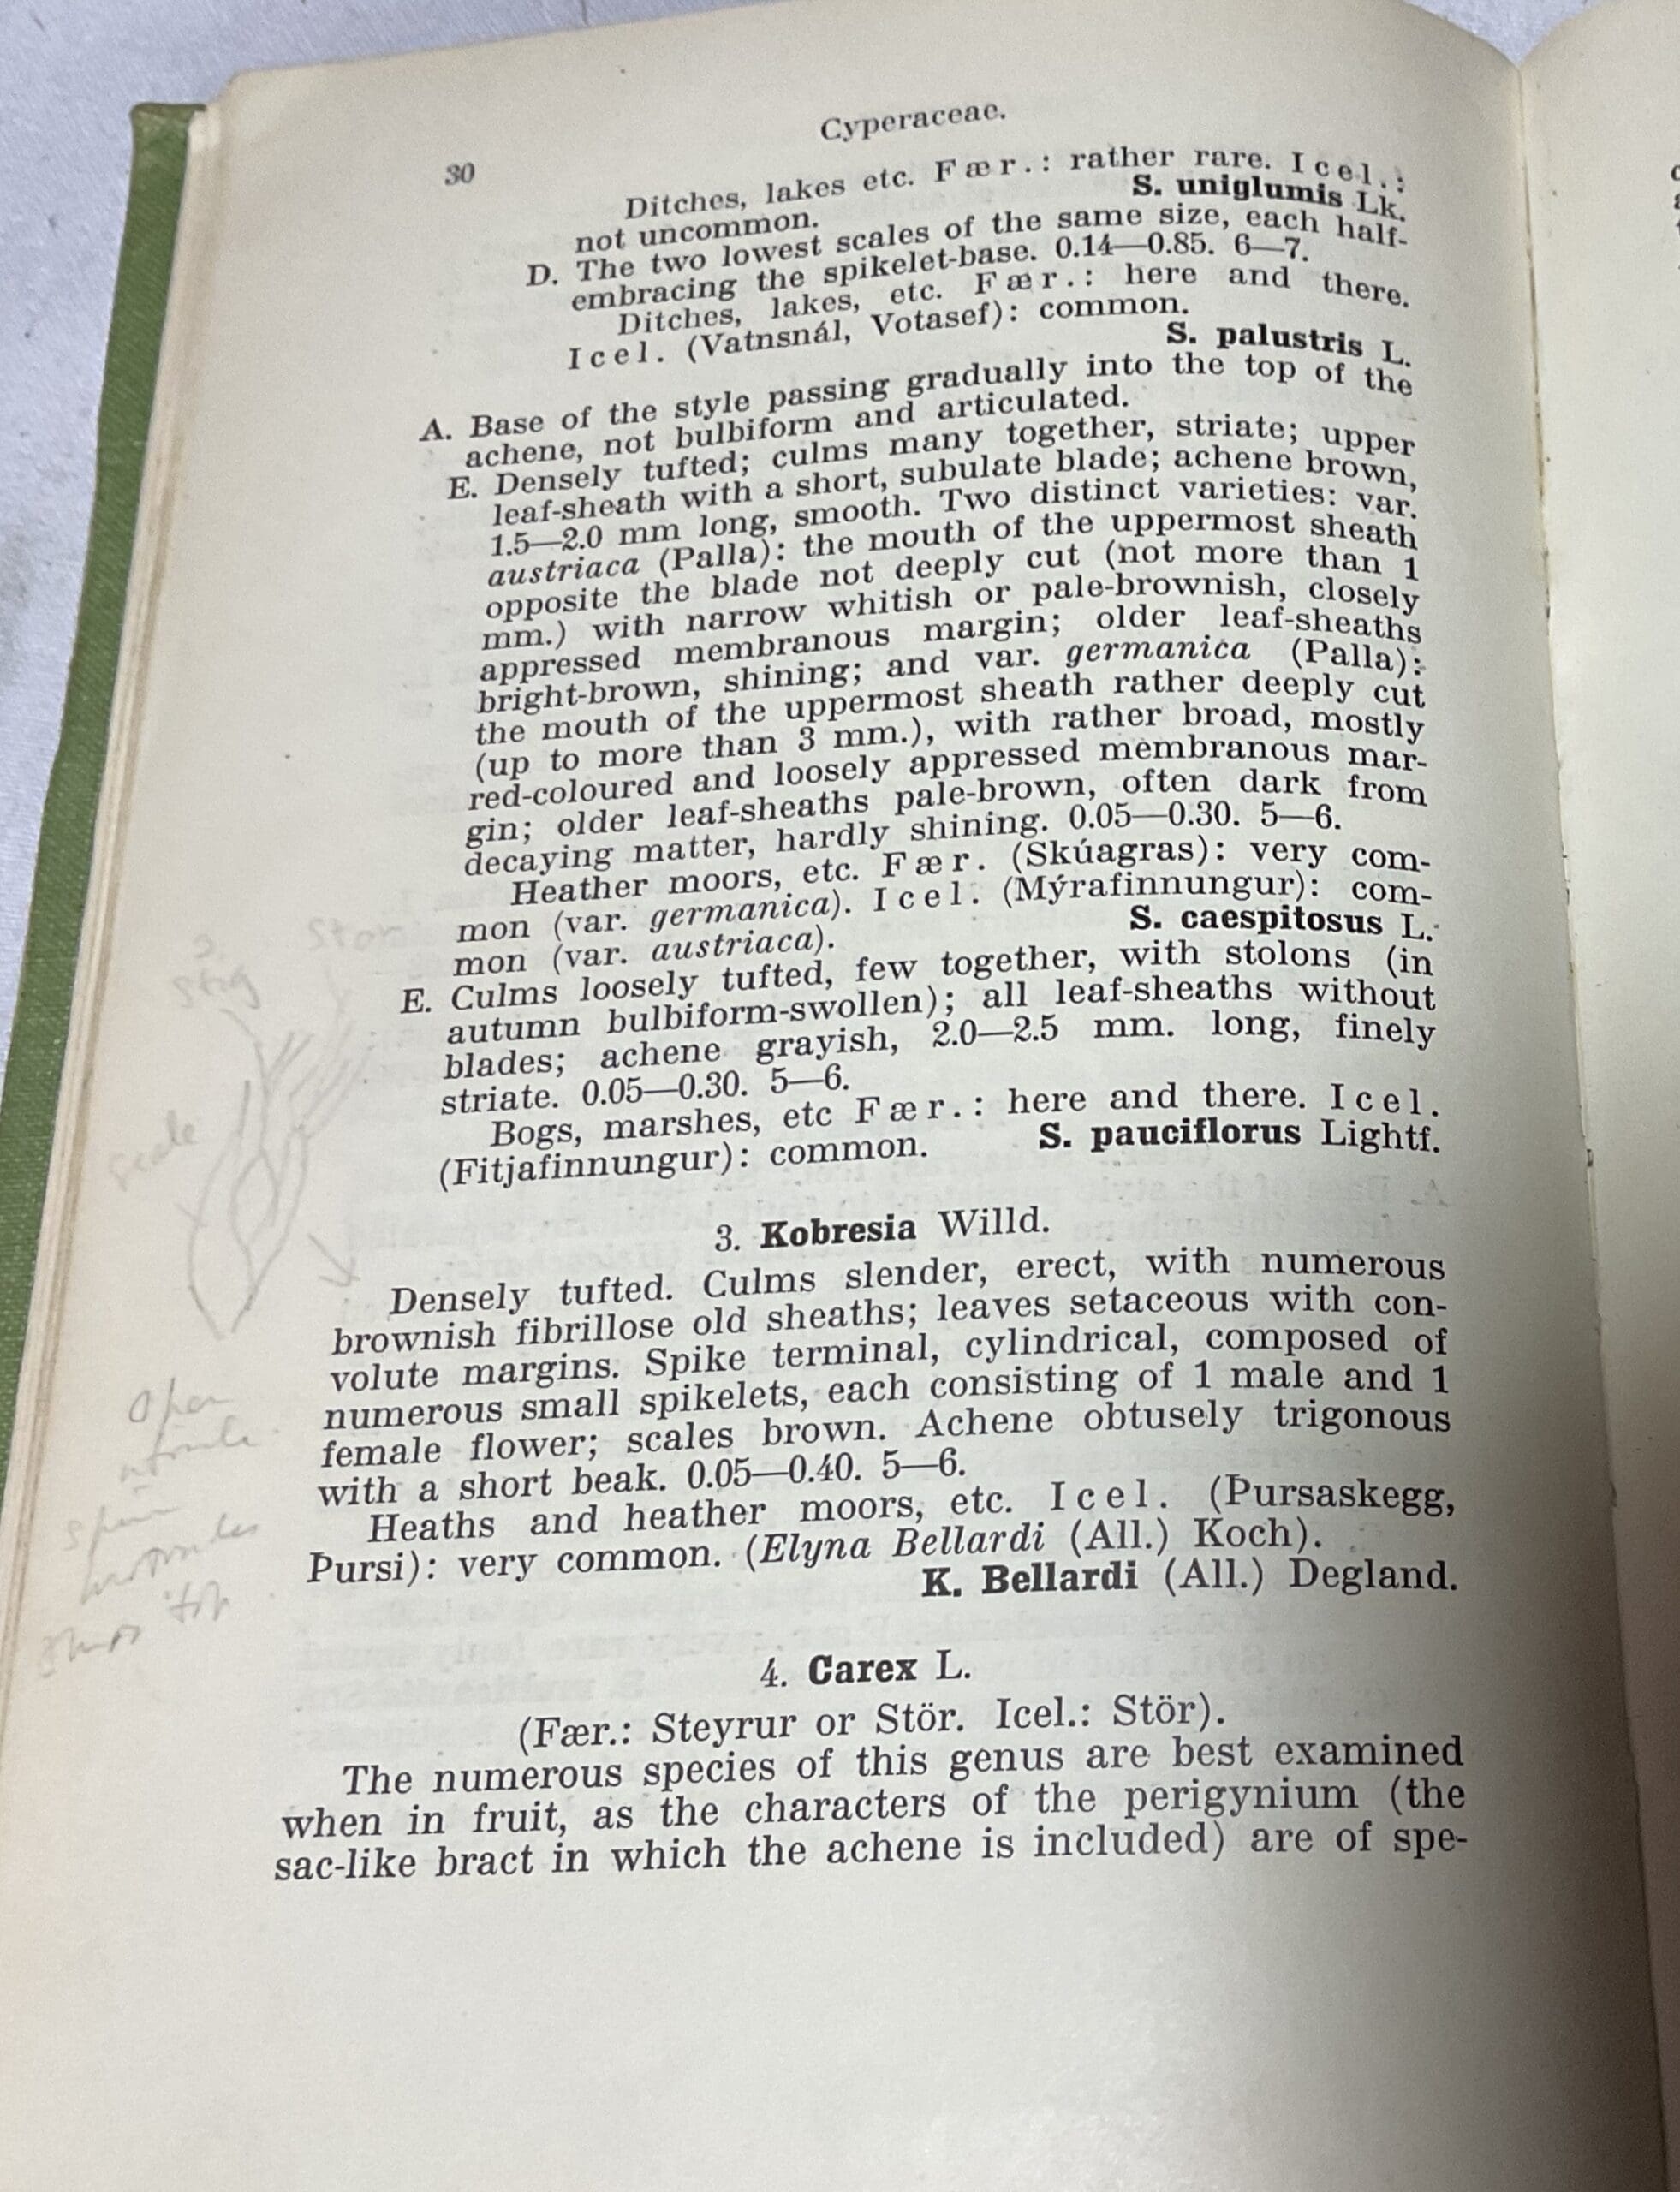 Cyperaceae.
30
Ditches, lakes etc. Fær.: rather rare. Icel.:
not uncommon. S. uniglumis Lk.
D. The two lowest scales of the same size, each half-
embracing the spikelet-base. 0.14—0.85. 6—7.
Ditches, lakes, etc. Fær.: here and there.
Icel. (Vatnsnál, Votasef): common.
S. palustris L.
A. Base of the style passing gradually into the top of the
achene, not bulbiform and articulated.
E. Densely tufted; culms many together, striate; upper
leaf-sheath with a short, subulate blade; achene brown,
1.5—2.0 mm long, smooth. Two distinct varieties: var.
austriaca (Palla): the mouth of the uppermost sheath
opposite the blade not deeply cut (not more than 1
mm.) with narrow whitish or pale-brownish, closely
appressed membranous margin; older leaf-sheaths
bright-brown, shining; and var. germanica (Palla):
the mouth of the uppermost sheath rather deeply cut
(up to more than 3 mm.), with rather broad, mostly
red-coloured and loosely appressed membranous mar-
gin; older leaf-sheaths pale-brown, often dark from
decaying matter, hardly shining. 0.05—0.30. 5—6.
Heather moors, etc. Fær. (Skúagras): very com-
mon (var. germanica). Icel. (Mýrafinnungur): com-
mon (var. austriaca). S. caespitosus L.
E. Culms loosely tufted, few together, with stolons (in
autumn bulbiform-swollen); all leaf-sheaths without
blades; achene grayish, 2.0—2.5 mm. long, finely
striate. 0.05—0.30. 5—6.
Bogs, marshes, etc Fær.: here and there. Icel.
(Fitjafinnungur): common. S. pauciflorus Lightf.
3
Stig
scale
3. Kobresia Willd.
Densely tufted. Culms slender, erect, with numerous
brownish fibrillose old sheaths; leaves setaceous with con-
volute margins. Spike terminal, cylindrical, composed of
numerous small spikelets, each consisting of 1 male and 1
female flower; scales brown. Achene obtusely trigonous
with a short beak. 0.05—0.40. 5—6.
Heaths and heather moors, etc. Icel. (Þursaskegg,
Þursi): very common. (Elyna Bellardi (All.) Koch).
K. Bellardi (All.) Degland.
Open
4. Carex L.
(Fær.: Steyrur or Stör. Icel.: Stör).
The numerous species of this genus are best examined
when in fruit, as the characters of the perigynium (the
sac-like bract in which the achene is included) are of spe-